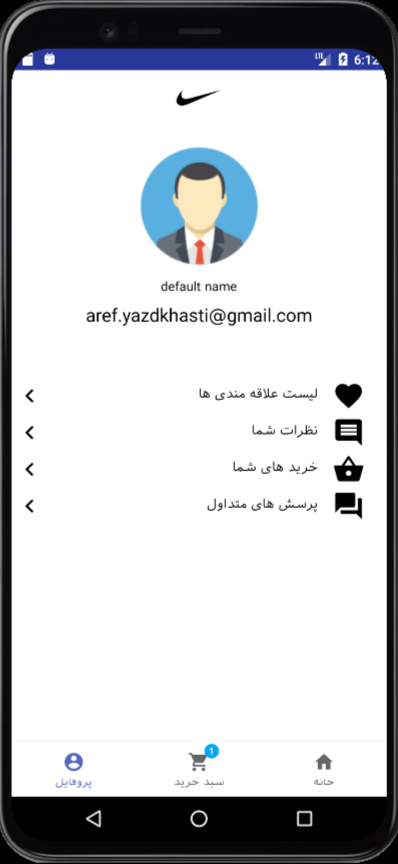 LTE 6:12
default name
aref.yazdkhasti@gmail.com
لیست علاقه مندی ها
نظرات شما
خرید های شما
پرسش های متداول
1
خانه
سبد خرید
پروفایل